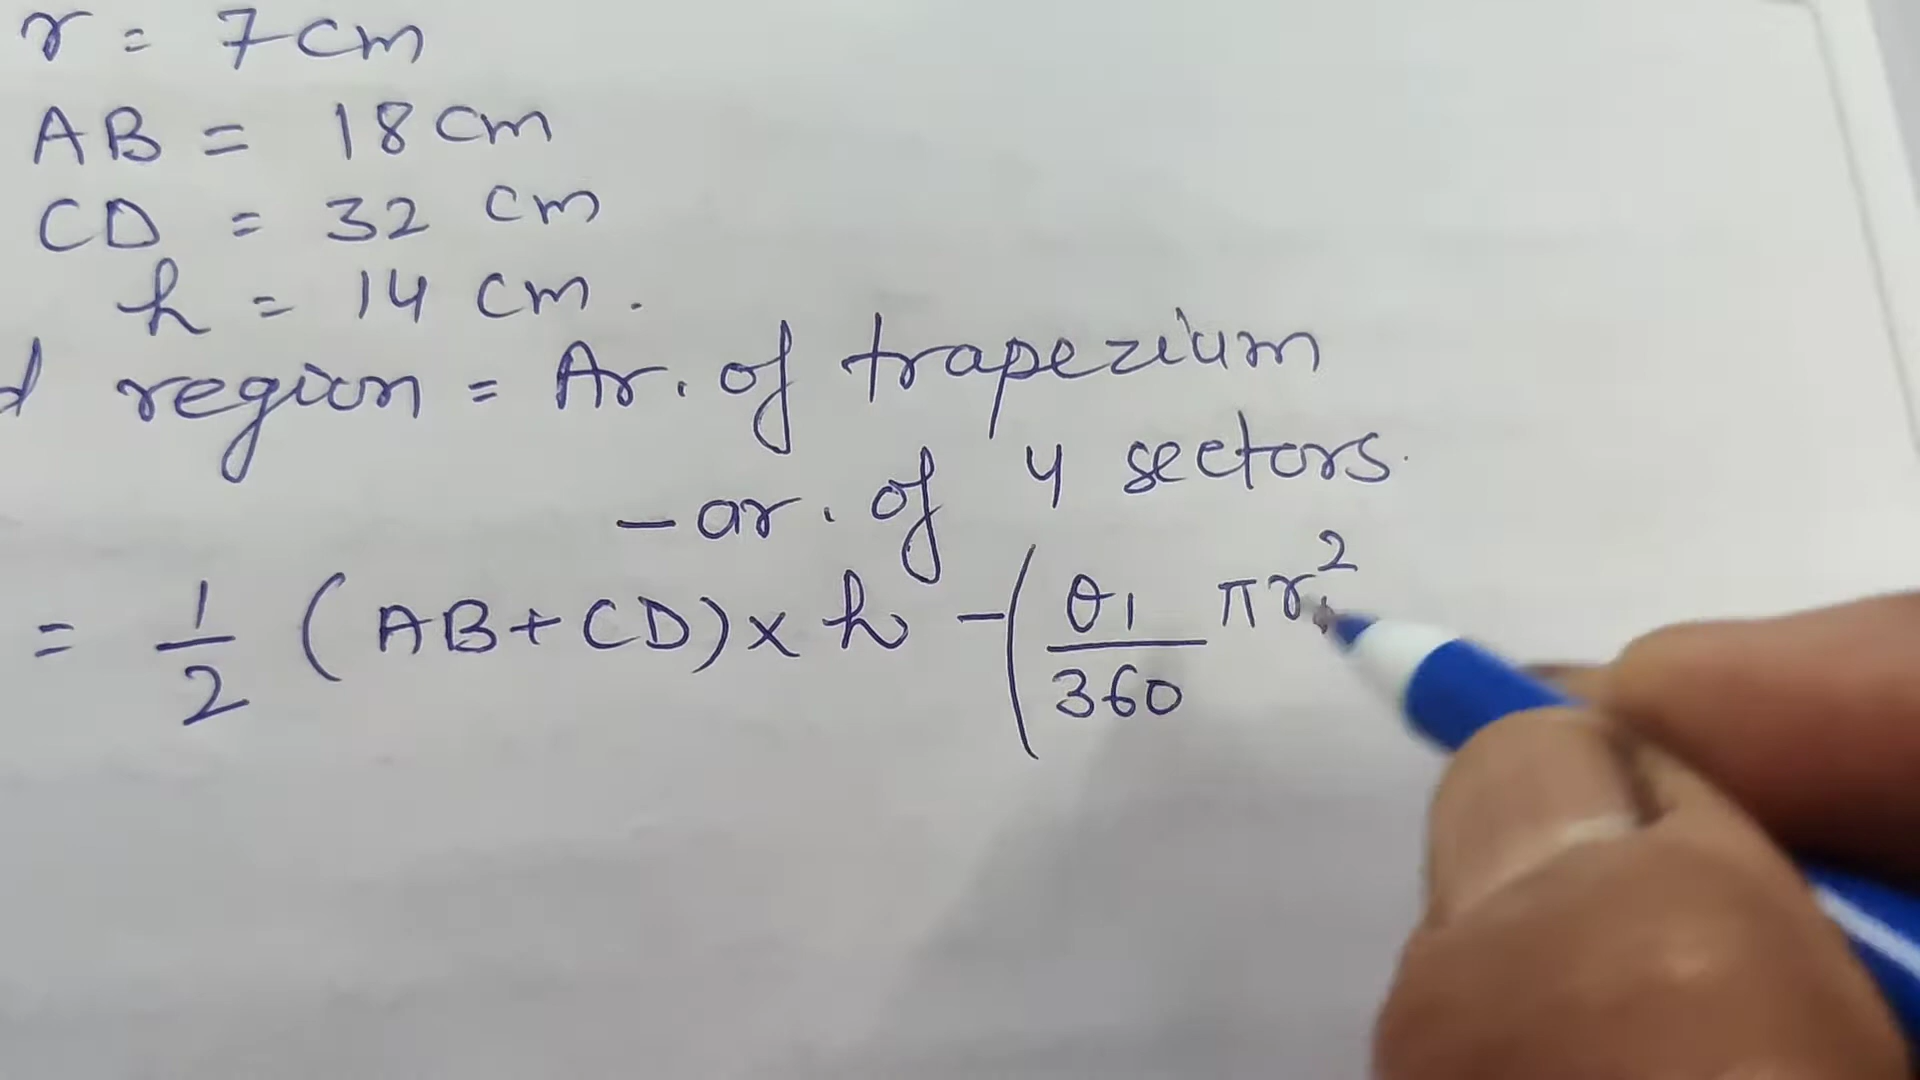 r = 7cm
AB = 18cm
CD = 32 cm
h = 14 cm.
d region = Ar. of trapezium
- ar. of 4 sectors.
= 1/2 (AB+CD) x h - (θ1/360 πr²